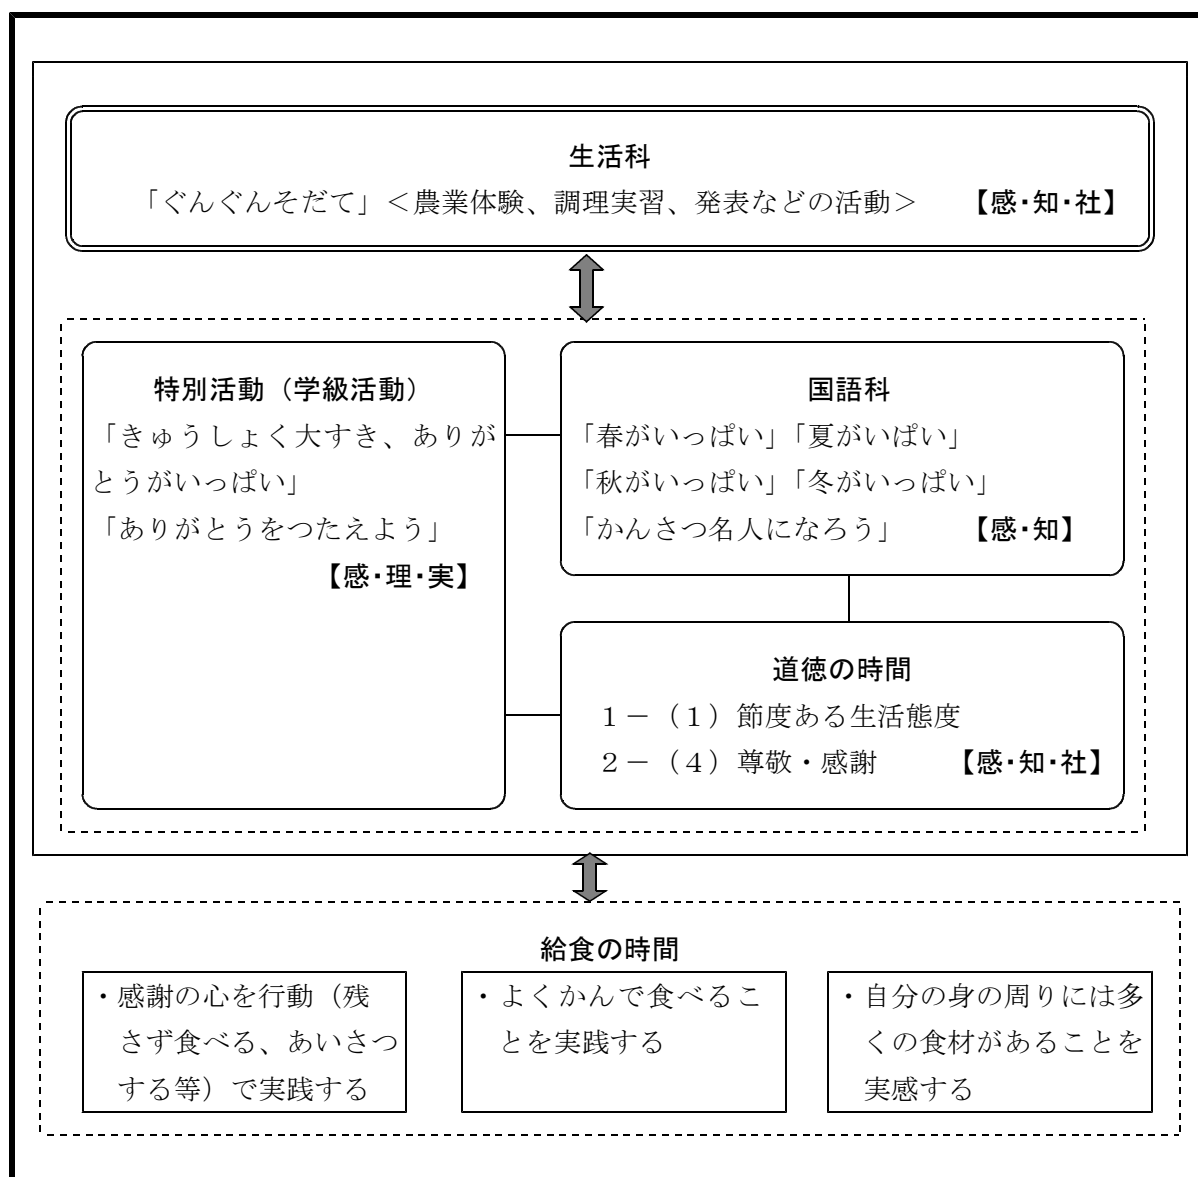 生活科
「ぐんぐんそだて」＜農業体験、調理実習、発表などの活動＞　【感・知・社】
特別活動（学級活動）
「きゅうしょく大すき、ありが
とうがいっぱい」
「ありがとうをつたえよう」
【感・理・実】
国語科
「春がいっぱい」「夏がいぱい」
「秋がいっぱい」「冬がいっぱい」
「かんさつ名人になろう」　【感・知】
道徳の時間
１－（１）節度ある生活態度
２－（４）尊敬・感謝　【感・知・社】
給食の時間
・感謝の心を行動（残
さず食べる、あいさつ
する等）で実践する
・よくかんで食べるこ
とを実践する
・自分の身の周りには多
くの食材があることを
実感する